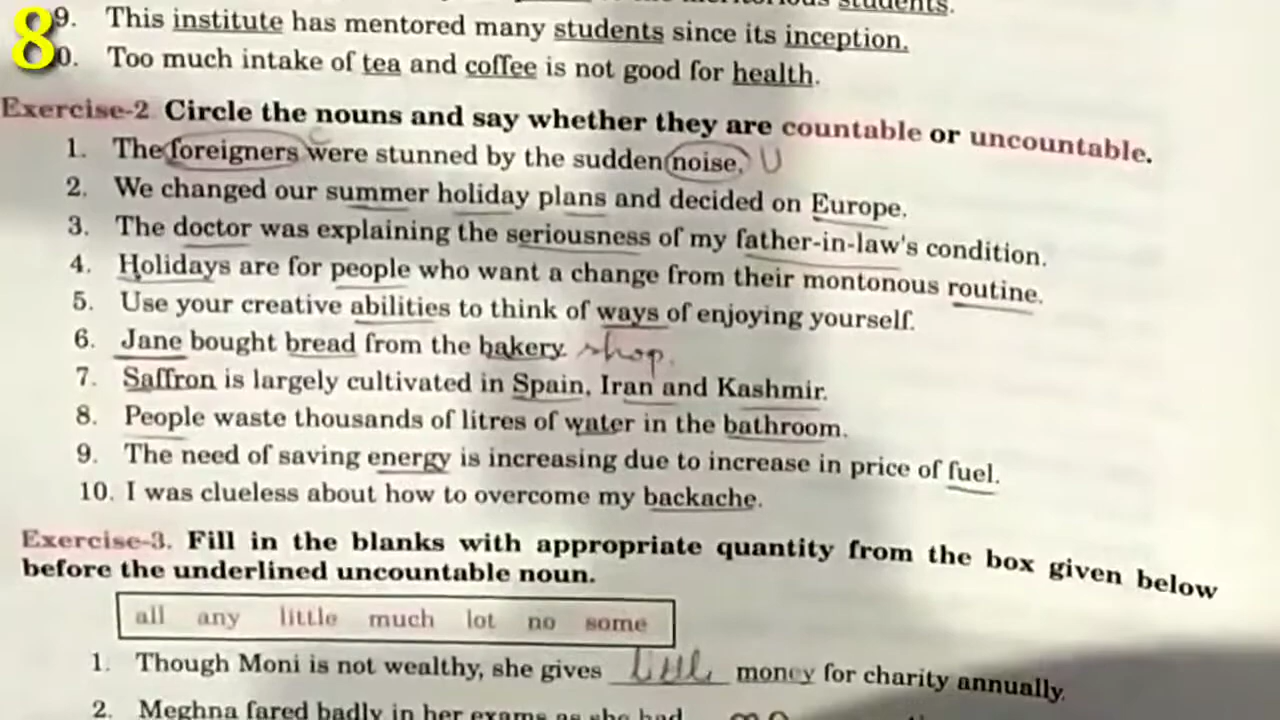 students.
8
9. This institute has mentored many students since its inception.
0. Too much intake of tea and coffee is not good for health.
Exercise-2 Circle the nouns and say whether they are countable or uncountable.
1. The foreigners were stunned by the sudden noise. U
C
2. We changed our summer holiday plans and decided on Europe.
3. The doctor was explaining the seriousness of my father-in-law's condition.
4. Holidays are for people who want a change from their montonous routine.
5. Use your creative abilities to think of ways of enjoying yourself.
6. Jane bought bread from the bakery. shop.
7. Saffron is largely cultivated in Spain, Iran and Kashmir.
8. People waste thousands of litres of water in the bathroom.
9. The need of saving energy is increasing due to increase in price of fuel.
10. I was clueless about how to overcome my backache.
Exercise-3. Fill in the blanks with appropriate quantity from the box given below
before the underlined uncountable noun.
all any little much lot no some
1. Though Moni is not wealthy, she gives little money for charity annually.
2. Meghna fared badly in her exams as she had